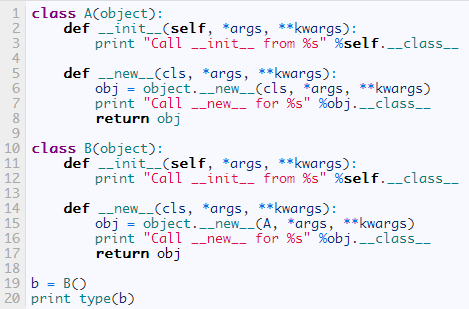 1 class A(object):
2     def __init__(self, *args, **kwargs):
3         print "Call __init__ from %s" %self.__class__
4
5     def __new__(cls, *args, **kwargs):
6         obj = object.__new__(cls, *args, **kwargs)
7         print "Call __new__ for %s" %obj.__class__
8         return obj
9
10 class B(object):
11     def __init__(self, *args, **kwargs):
12         print "Call __init__ from %s" %self.__class__
13
14     def __new__(cls, *args, **kwargs):
15         obj = object.__new__(A, *args, **kwargs)
16         print "Call __new__ for %s" %obj.__class__
17         return obj
18
19 b = B()
20 print type(b)